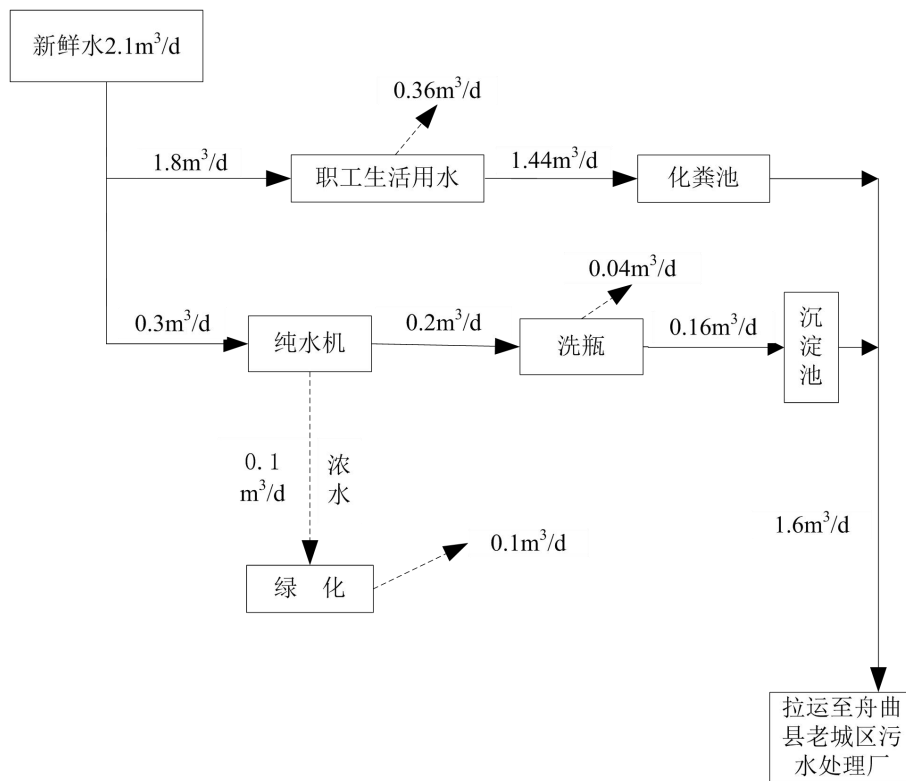 新鲜水2.1m³/d
0.36m³/d
1.8m³/d
职工生活用水
1.44m³/d
化粪池
0.04m³/d
0.3m³/d
纯水机
0.2m³/d
洗瓶
0.16m³/d
沉
淀
池
0.1
m³/d
浓
水
1.6m³/d
0.1m³/d
绿 化
拉运至舟曲
县老城区污
水处理厂